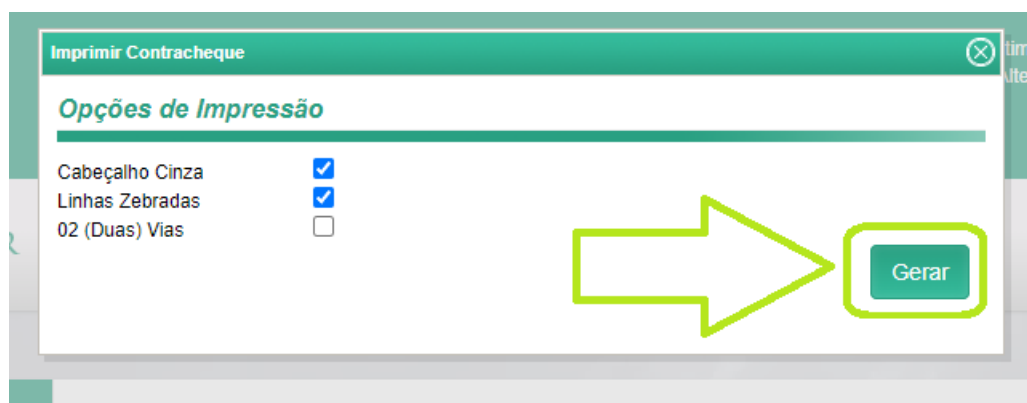 Imprimir Contracheque
Opções de Impressão
Cabeçalho Cinza
Linhas Zebradas
02 (Duas) Vias
Gerar